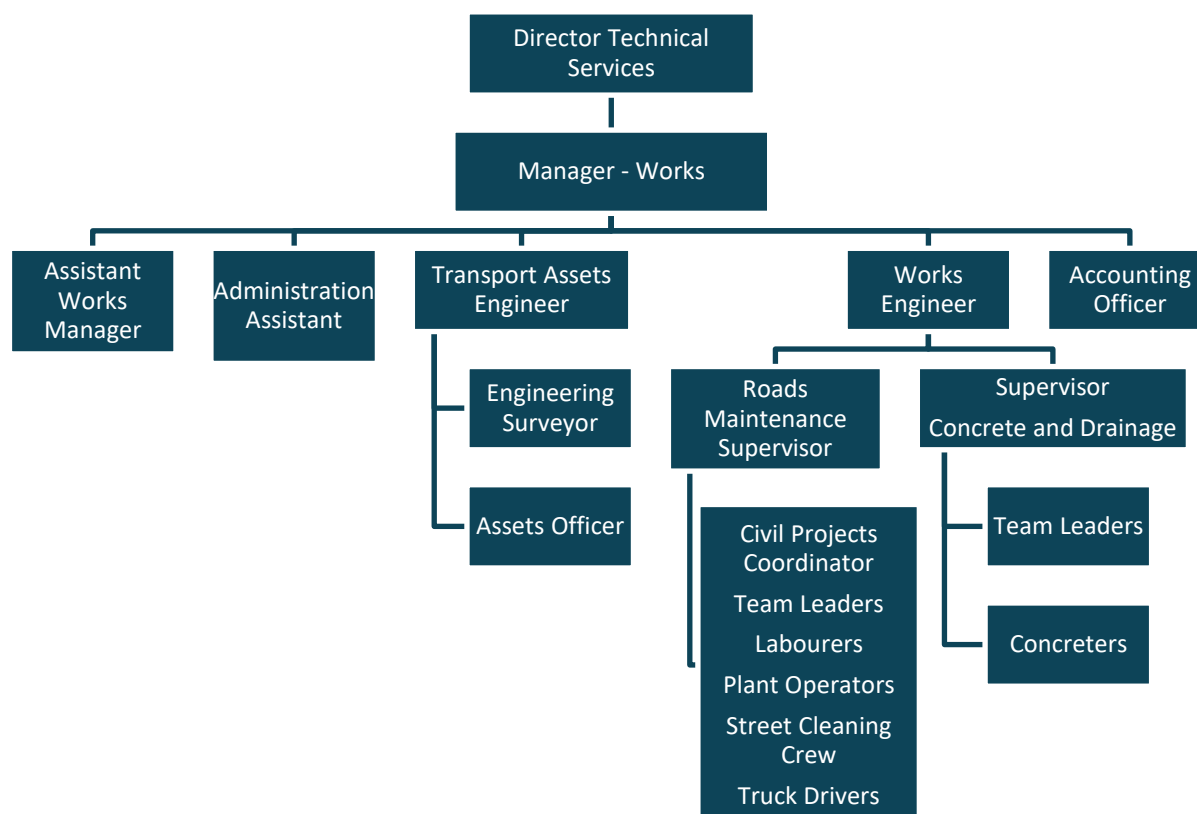 Director Technical
Services
Manager - Works
Assistant
Works
Manager
Administration
Assistant
Transport Assets
Engineer
Works
Engineer
Accounting
Officer
Engineering
Surveyor
Assets Officer
Roads
Maintenance
Supervisor
Supervisor
Concrete and Drainage
Civil Projects
Coordinator
Team Leaders
Labourers
Plant Operators
Street Cleaning
Crew
Truck Drivers
Team Leaders
Concreters